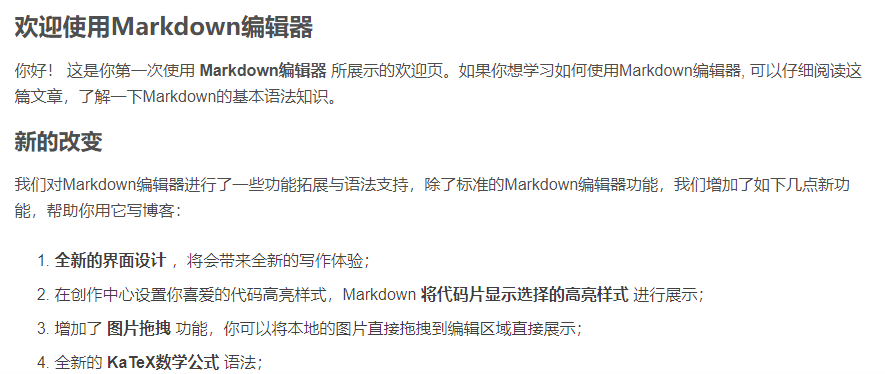 欢迎使用Markdown编辑器
你好！ 这是你第一次使用 Markdown编辑器 所展示的欢迎页。如果你想学习如何使用Markdown编辑器, 可以仔细阅读这
篇文章，了解一下Markdown的基本语法知识。
新的改变
我们对Markdown编辑器进行了一些功能拓展与语法支持，除了标准的Markdown编辑器功能，我们增加了如下几点新功
能，帮助你用它写博客：
1. 全新的界面设计 ，将会带来全新的写作体验；
2. 在创作中心设置你喜爱的代码高亮样式，Markdown 将代码片显示选择的高亮样式 进行展示；
3. 增加了 图片拖拽 功能，你可以将本地的图片直接拖拽到编辑区域直接展示；
4. 全新的 KaTeX数学公式 语法；